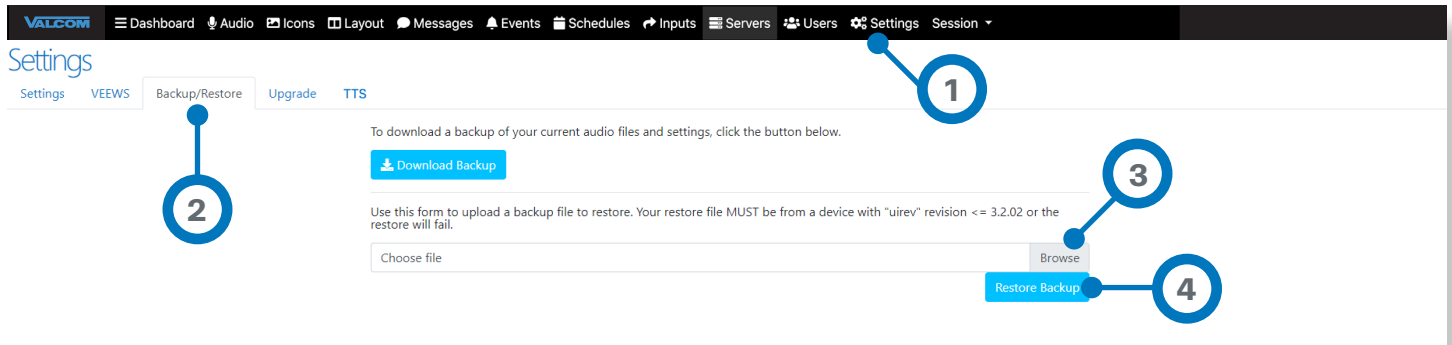 VALCOM Dashboard Audio Icons Layout Messages Events Schedules Inputs Servers Users Settings Session
Settings
1
Settings VEEWS Backup/Restore Upgrade TTS
To download a backup of your current audio files and settings, click the button below.
Download Backup
2
3
Use this form to upload a backup file to restore. Your restore file MUST be from a device with "uirev" revision <= 3.2.02 or the
restore will fail.
Choose file Browse
Restore Backup
4